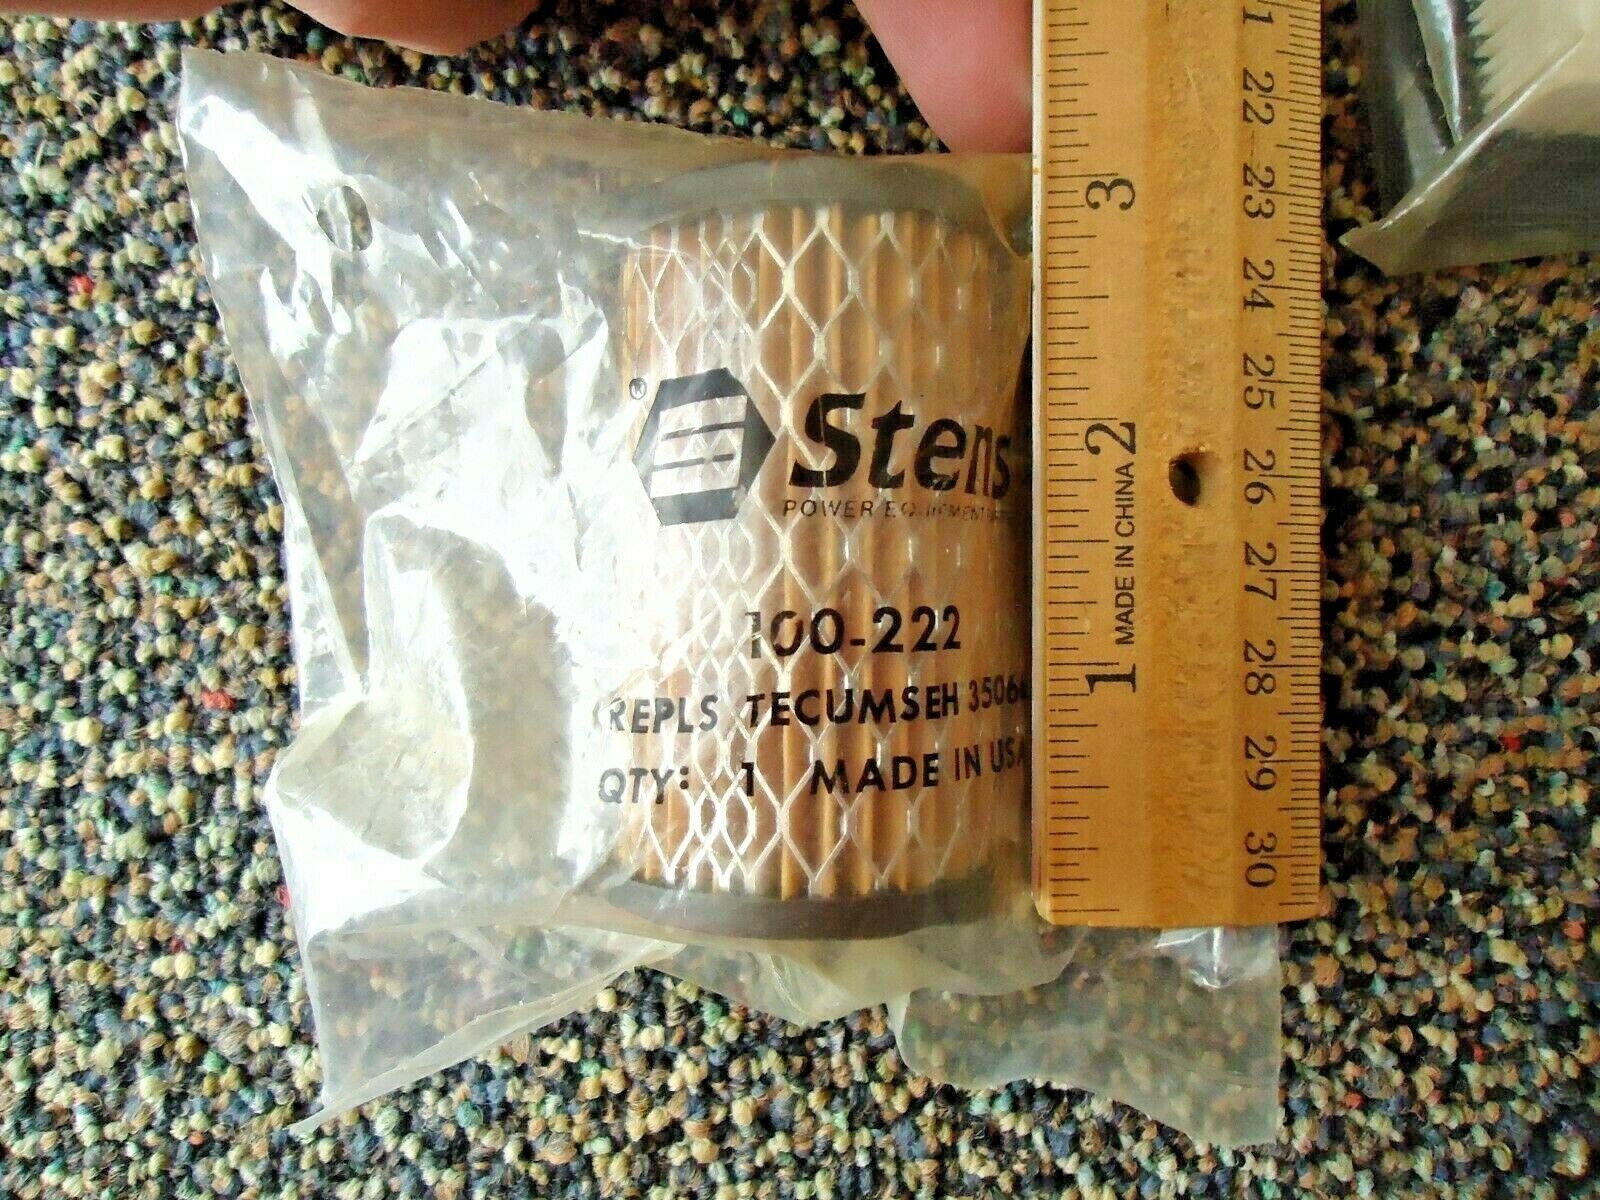 ®
Stens
POWER EQUIPMENT
100-222
REPLS TECUMSEH 35066
QTY: 1 MADE IN USA
1 2 3
MADE IN CHINA
22 23 24 25 26 27 28 29 30